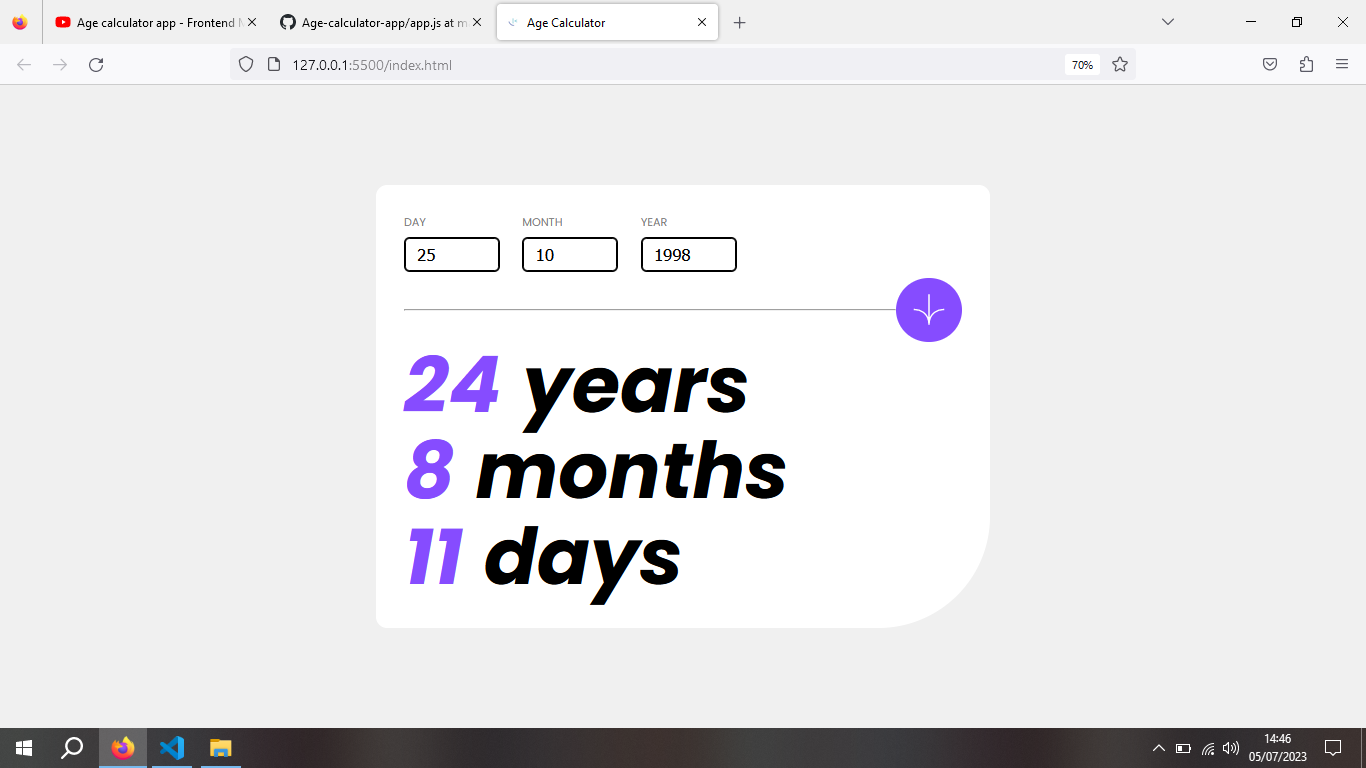 Age calculator app - Frontend M
Age-calculator-app/app.js at m
Age Calculator
127.0.0.1:5500/index.html
70%
DAY MONTH YEAR
25 10 1998
24 years
8 months
11 days
14:46
05/07/2023